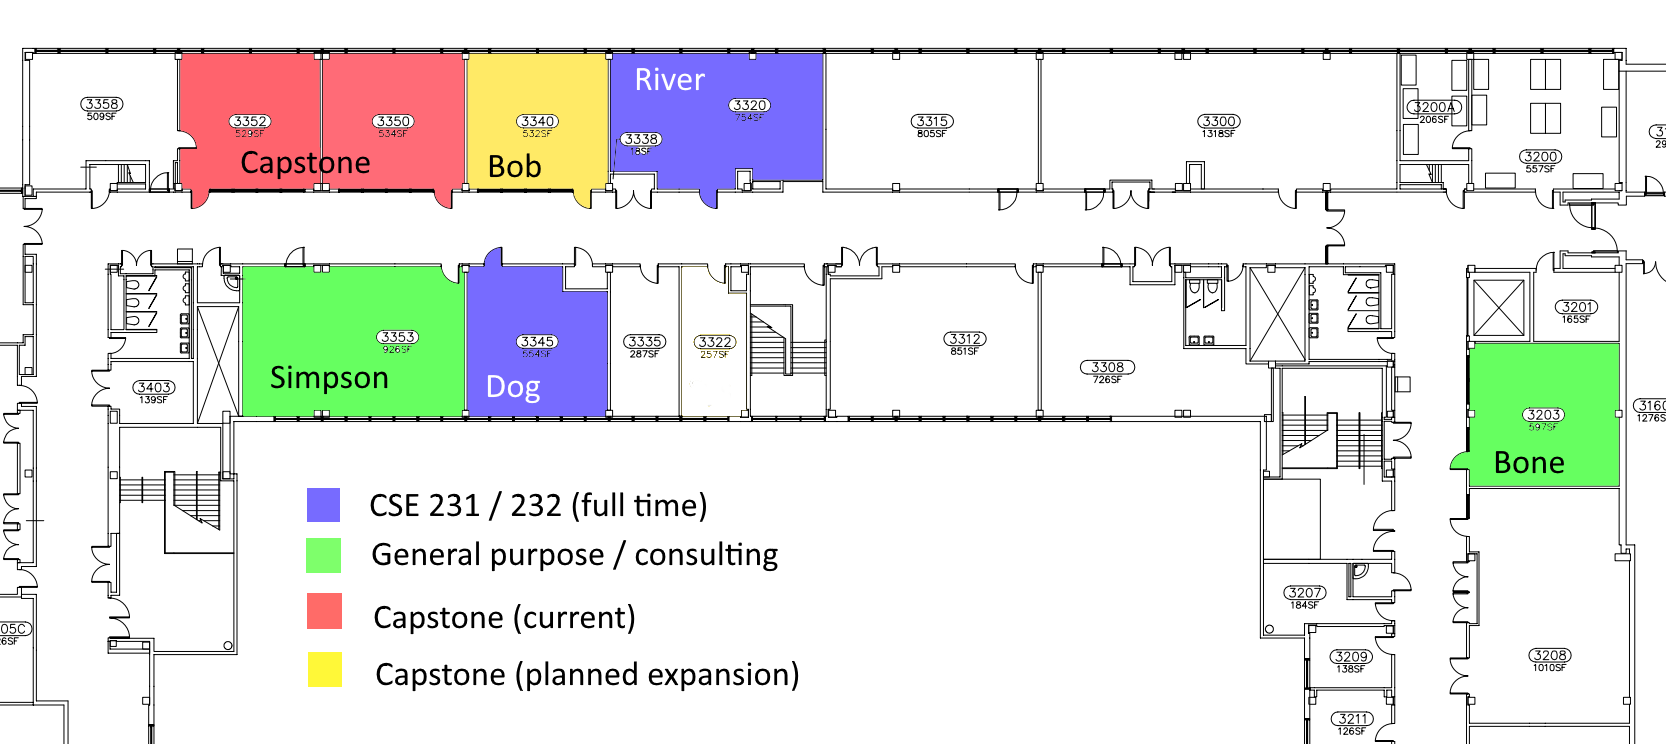 River
3358
509SF
3352
529SF
3350
534SF
3340
532SF
3320
754SF
3338
18SF
3315
805SF
3300
1318SF
3200A
206SF
3200
557SF
Capstone
Bob
3353
926SF
3345
554SF
3335
287SF
3322
257SF
3312
851SF
3308
726SF
3201
165SF
3403
139SF
Simpson
Dog
3203
597SF
Bone
1276S
CSE 231 / 232 (full time)
General purpose / consulting
Capstone (current)
Capstone (planned expansion)
3207
184SF
05C
6SF
3209
138SF
3208
1010SF
3211
126SF